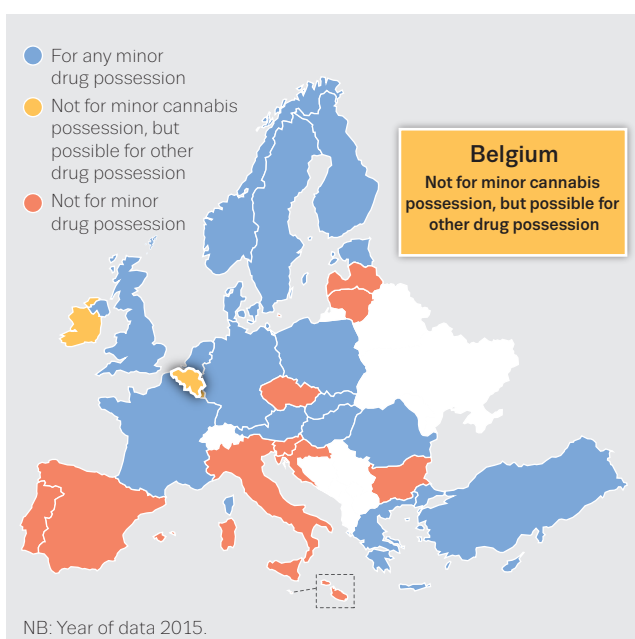 For any minor
drug possession
Not for minor cannabis
possession, but
possible for other
drug possession
Not for minor
drug possession
Belgium
Not for minor cannabis
possession, but possible for
other drug possession
NB: Year of data 2015.